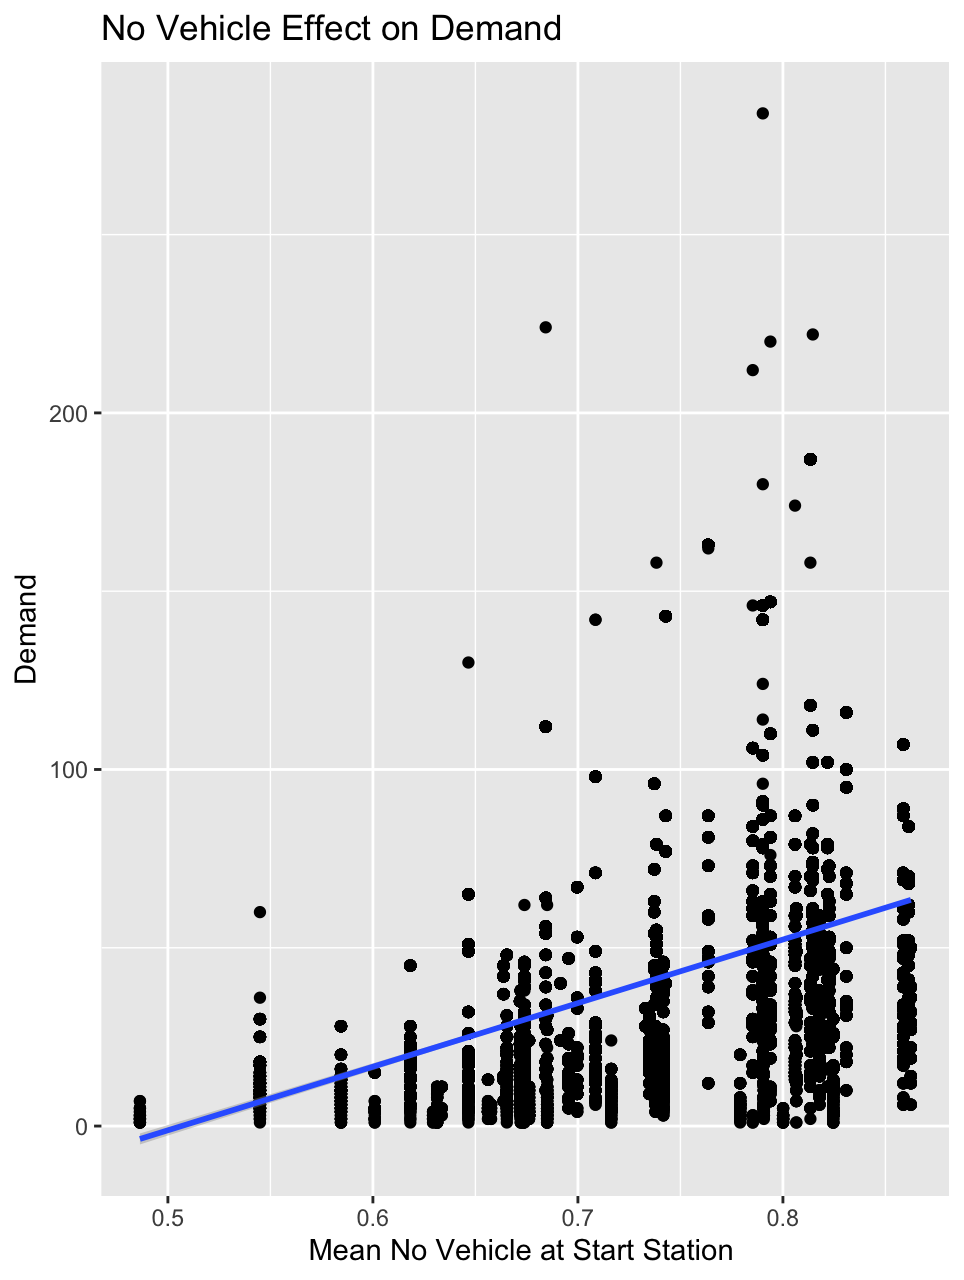 No Vehicle Effect on Demand
200
100
0
Demand
0.5 0.6 0.7 0.8
Mean No Vehicle at Start Station